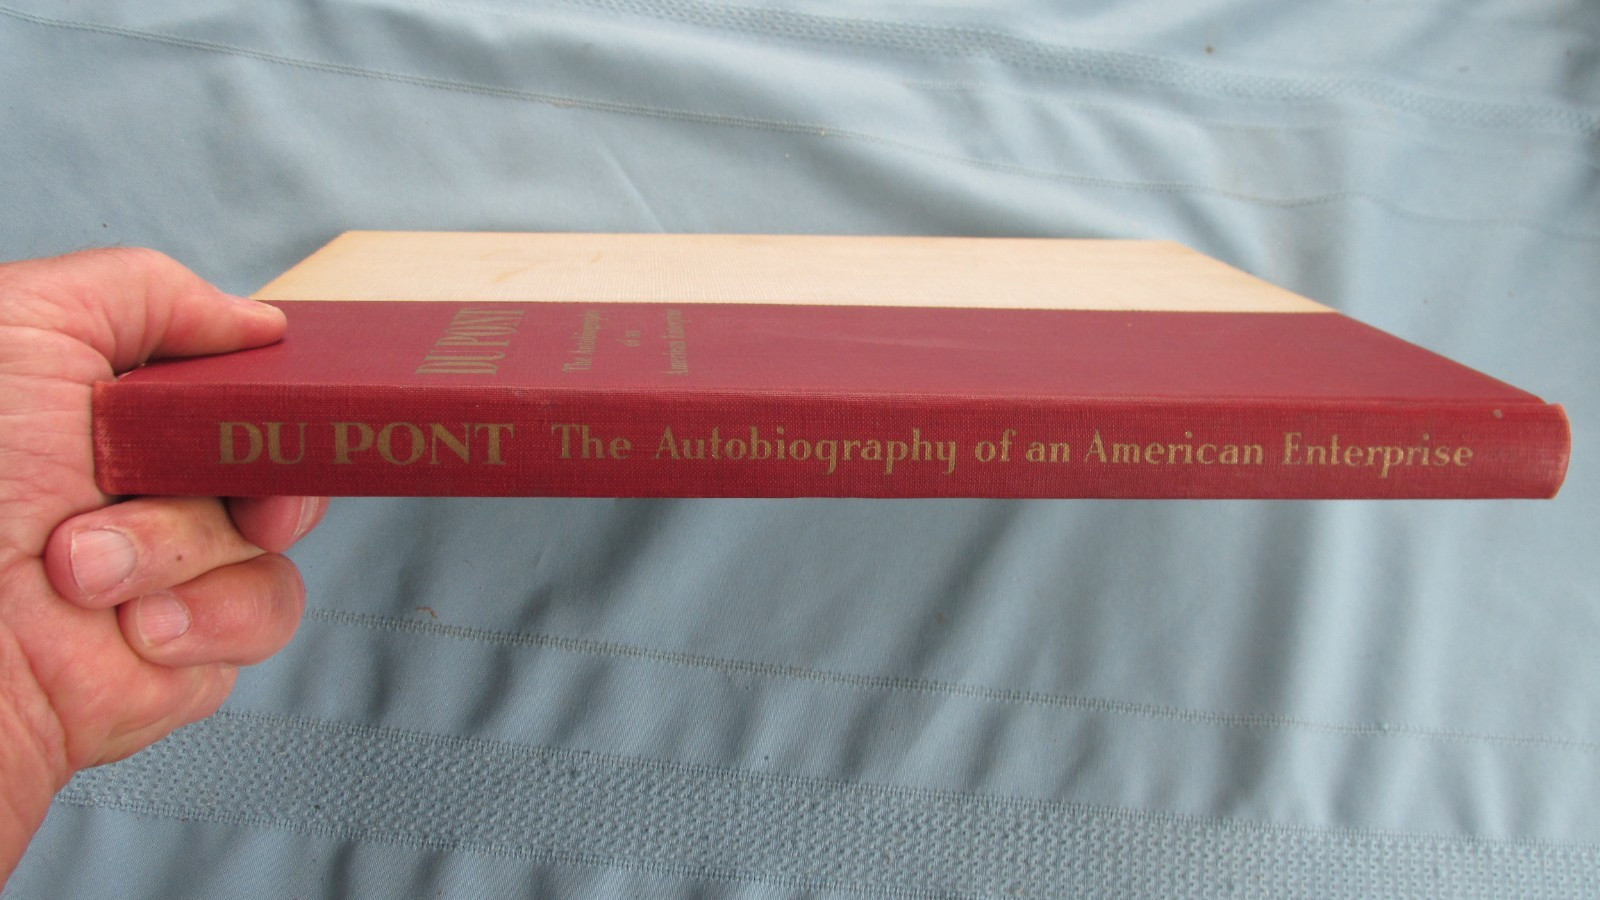 DU PONT
The Autobiography
of an
American Enterprise
DU PONT The Autobiography of an American Enterprise